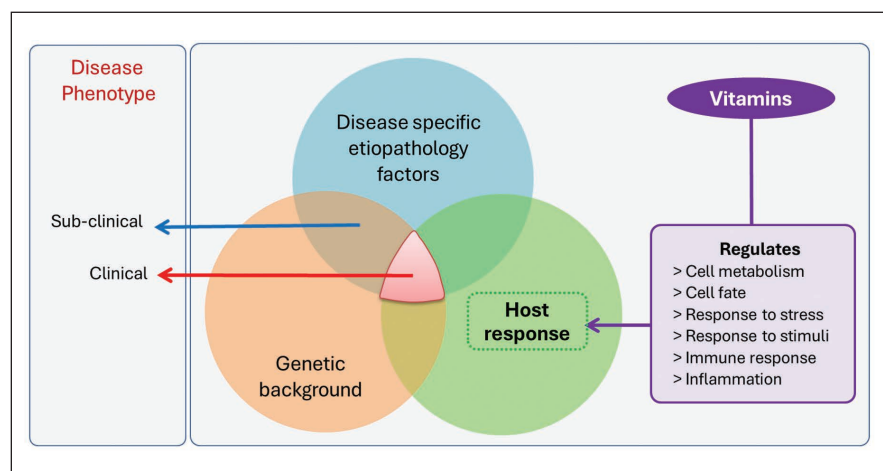 Disease
Phenotype
Sub-clinical
Clinical
Disease specific
etiopathology
factors
Genetic
background
Host
response
Vitamins
Regulates
> Cell metabolism
> Cell fate
> Response to stress
> Response to stimuli
> Immune response
> Inflammation